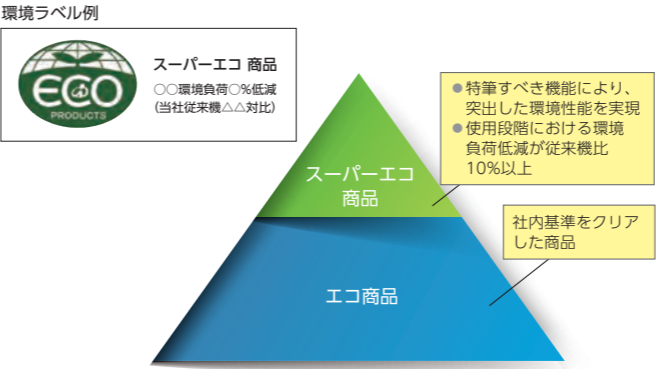 環境ラベル例
ECO
PRODUCTS
スーパーエコ 商品
○○環境負荷○%低減
(当社従来機△△対比)
●特筆すべき機能により、
突出した環境性能を実現
●使用段階における環境
負荷低減が従来機比
10%以上
スーパーエコ
商品
社内基準をクリア
した商品
エコ商品